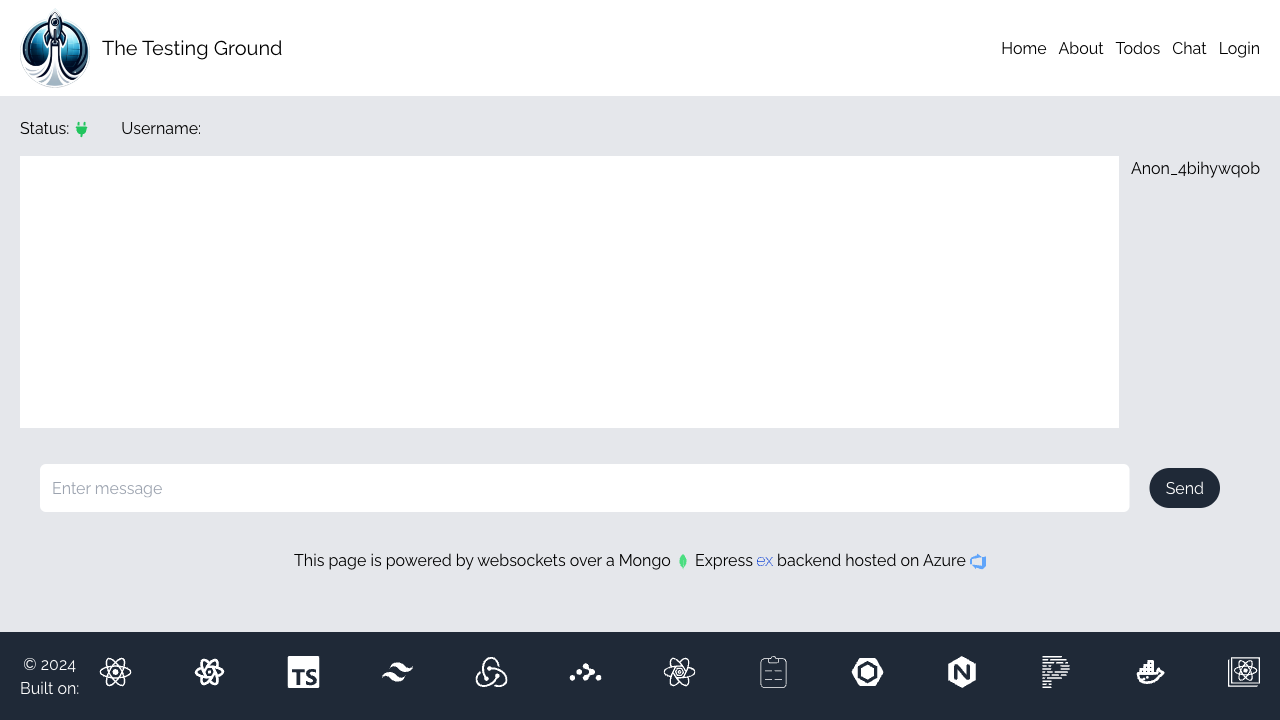 The Testing Ground
Home About Todos Chat Login
Status: Username:
Anon_4bihywqob
Enter message
Send
This page is powered by websockets over a Mongo Express ex backend hosted on Azure
© 2024
Built on:
TS
N
P